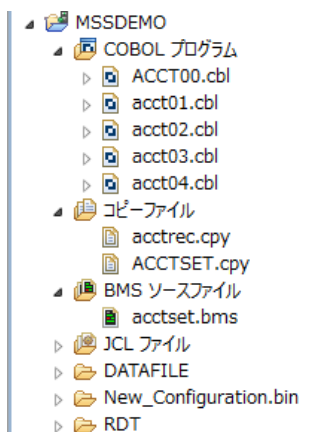 MSSDEMO
COBOL プログラム
ACCT00.cbl
acct01.cbl
acct02.cbl
acct03.cbl
acct04.cbl
コピーファイル
acctrec.cpy
ACCTSET.cpy
BMS ソースファイル
acctset.bms
JCL ファイル
DATAFILE
New_Configuration.bin
RDT